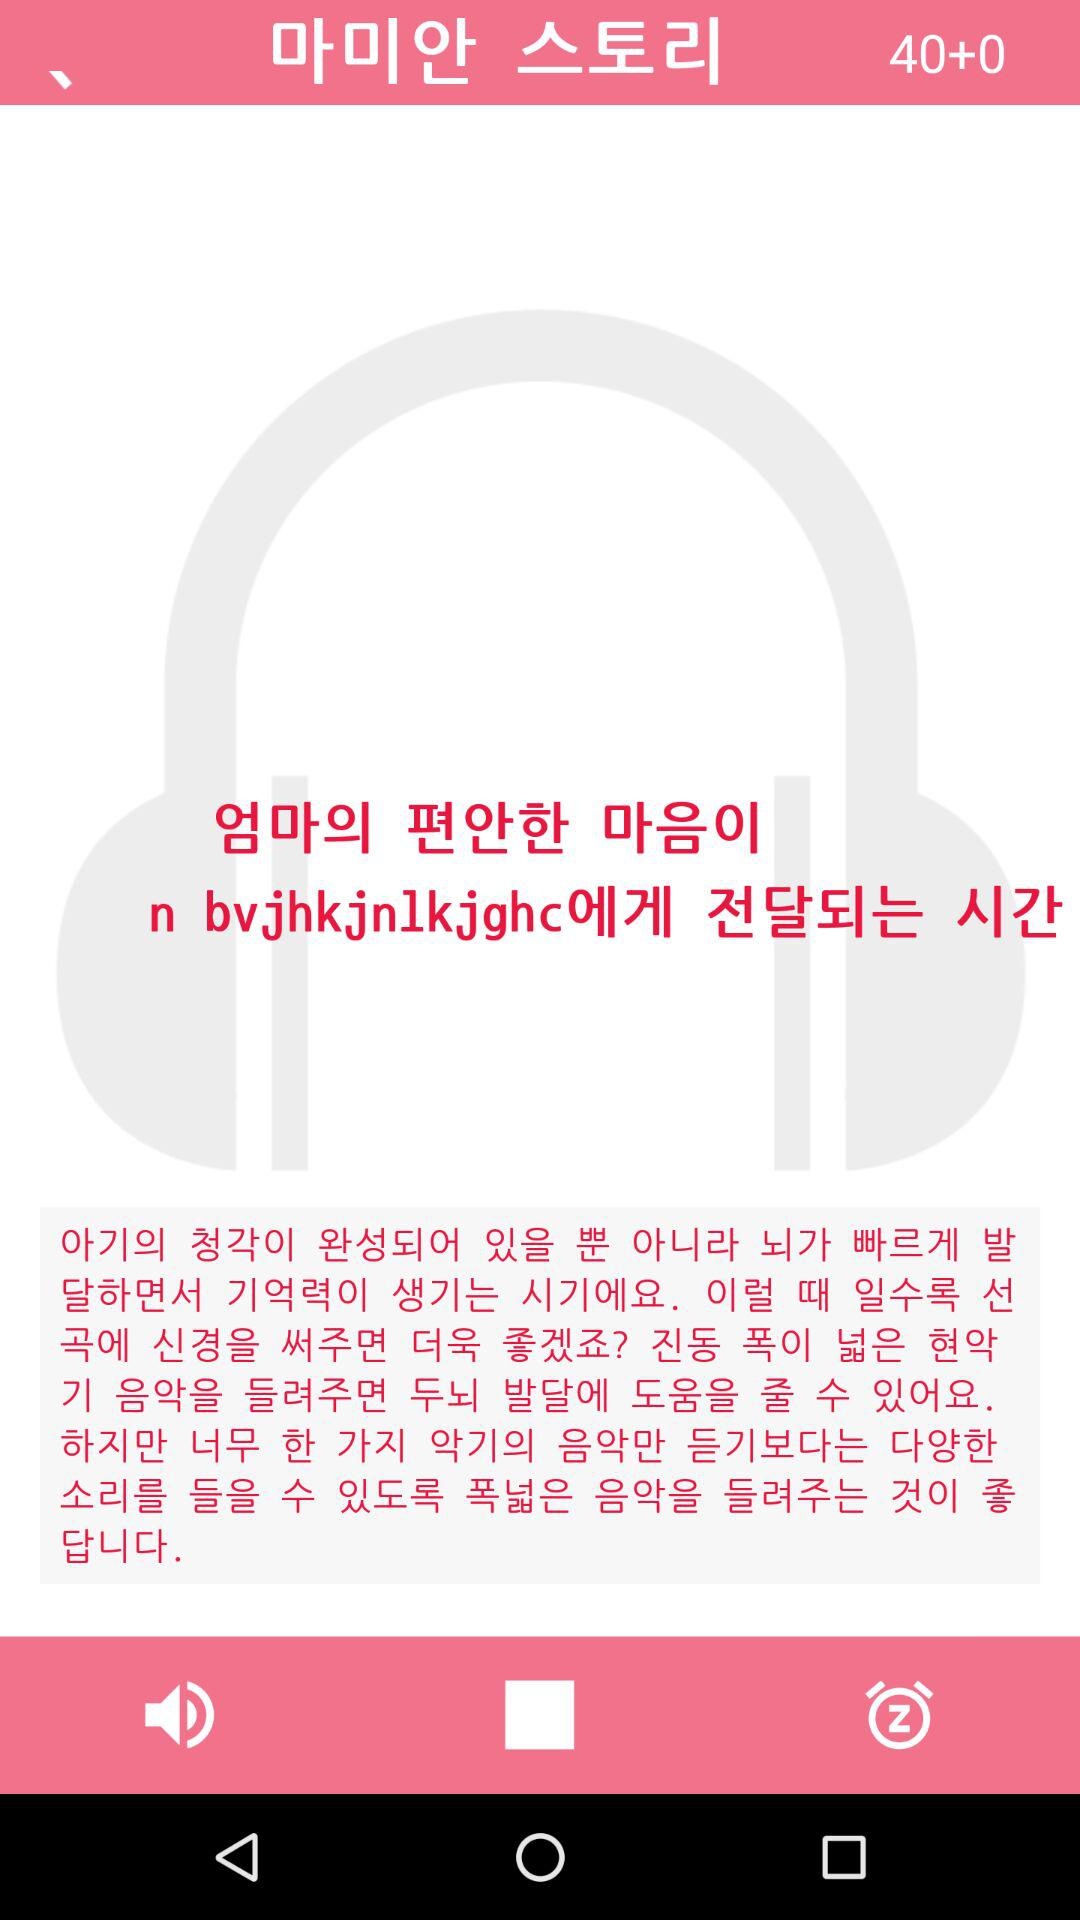 마미안 스토리 40+0
엄마의 편안한 마음이
n bvjhkjnlkjghc에게 전달되는 시간
아기의 청각이 완성되어 있을 뿐 아니라 뇌가 빠르게 발
달하면서 기억력이 생기는 시기에요. 이럴 때 일수록 선
곡에 신경을 써주면 더욱 좋겠죠? 진동 폭이 넓은 현악
기 음악을 들려주면 두뇌 발달에 도움을 줄 수 있어요.
하지만 너무 한 가지 악기의 음악만 듣기보다는 다양한
소리를 들을 수 있도록 폭넓은 음악을 들려주는 것이 좋
답니다.